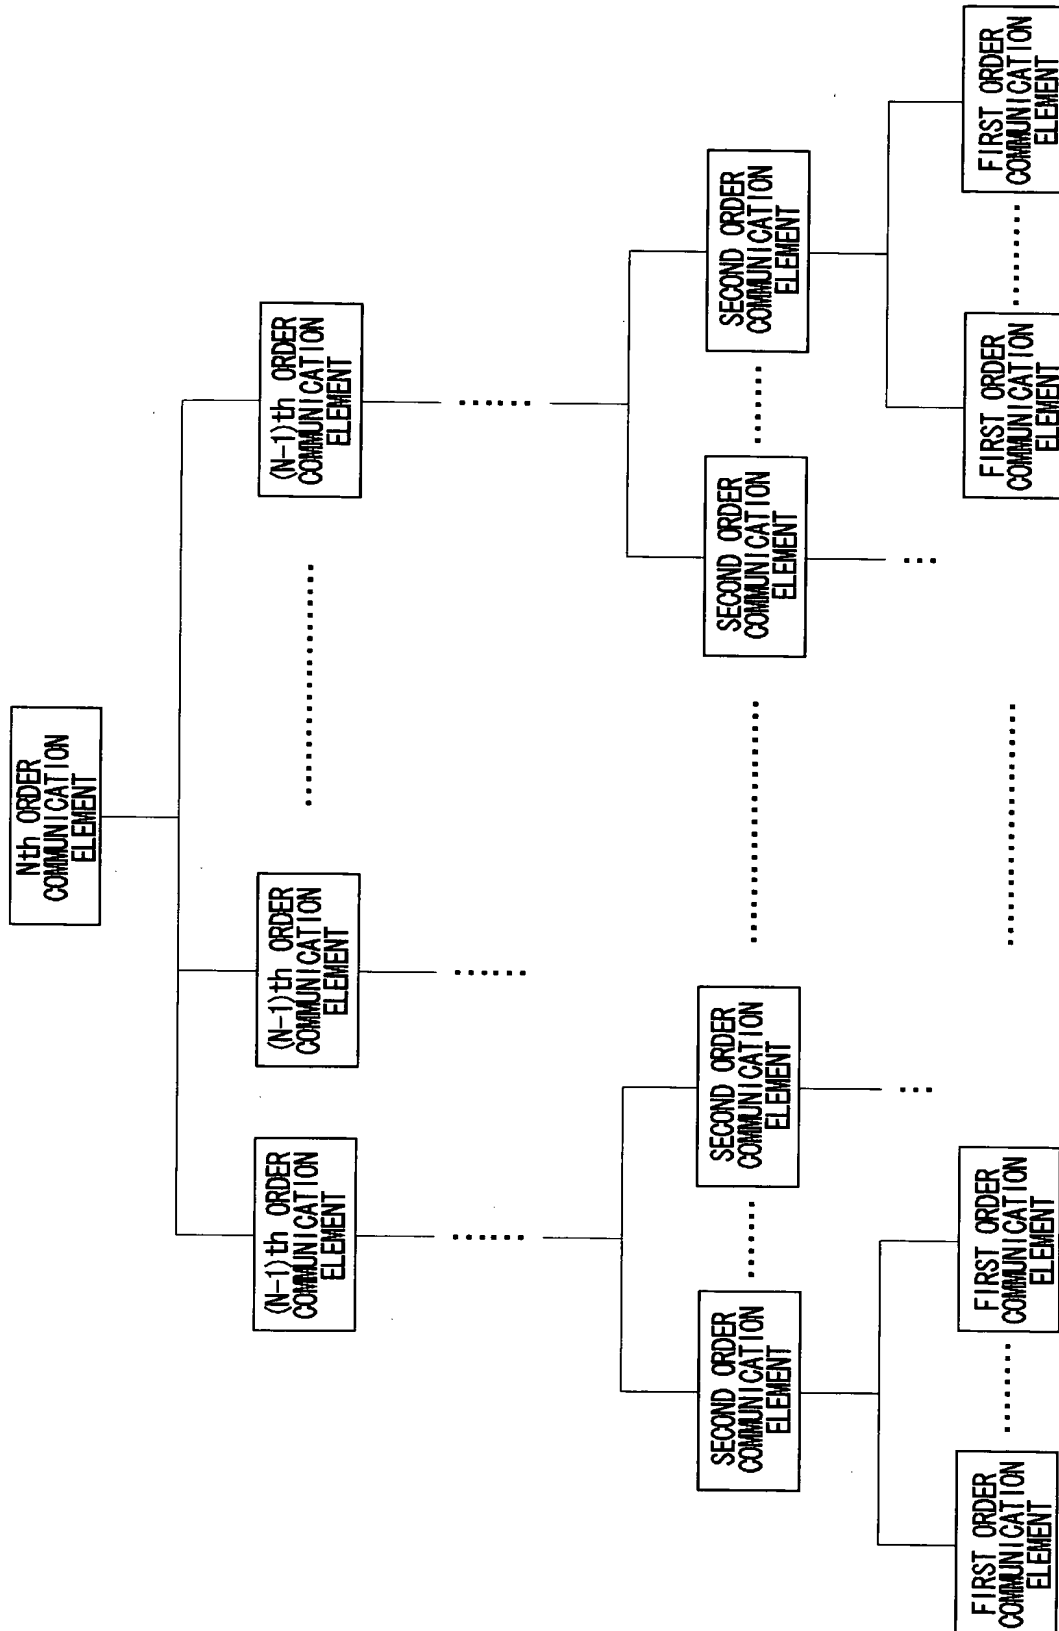 Nth ORDER
COMMUNICATION
ELEMENT
(N-1)th ORDER
COMMUNICATION
ELEMENT
(N-1)th ORDER
COMMUNICATION
ELEMENT
(N-1)th ORDER
COMMUNICATION
ELEMENT
SECOND ORDER
COMMUNICATION
ELEMENT
SECOND ORDER
COMMUNICATION
ELEMENT
SECOND ORDER
COMMUNICATION
ELEMENT
SECOND ORDER
COMMUNICATION
ELEMENT
FIRST ORDER
COMMUNICATION
ELEMENT
FIRST ORDER
COMMUNICATION
ELEMENT
FIRST ORDER
COMMUNICATION
ELEMENT
FIRST ORDER
COMMUNICATION
ELEMENT